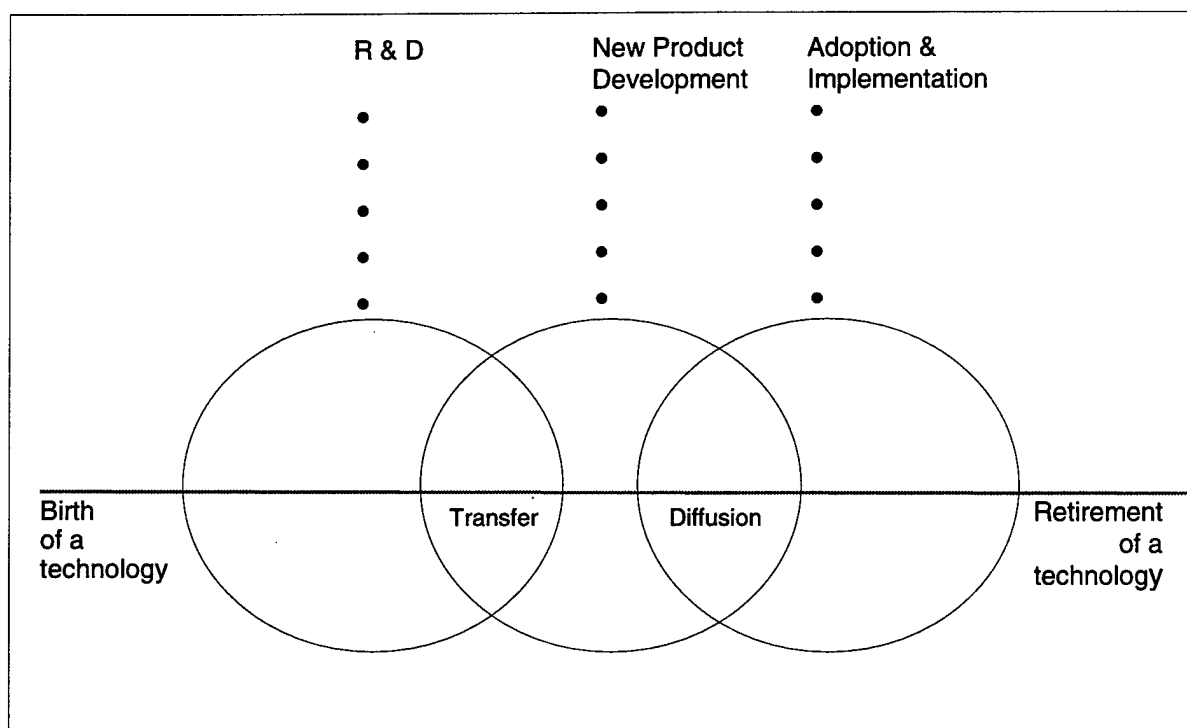 R & D
New Product
Development
Adoption &
Implementation
Transfer
Diffusion
Birth
of a
technology
Retirement
of a
technology